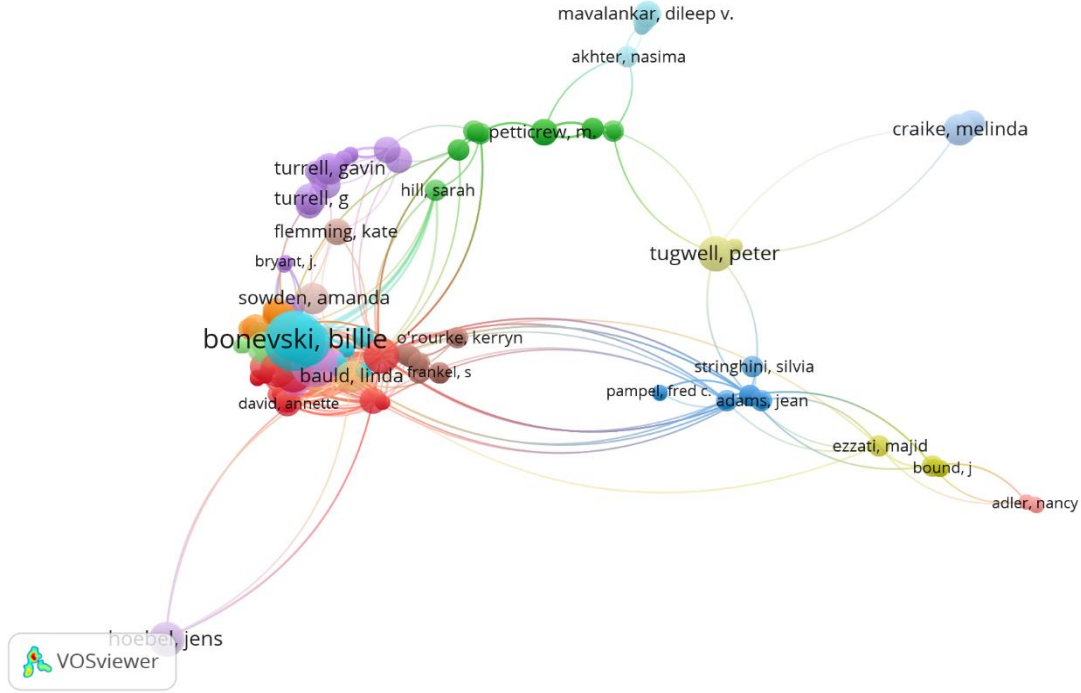 mavalankar, dileep v.
akhter, nasima
petticrew, m.
craike, melinda
turrell, gavin
hill, sarah
turrell, g
flemming, kate
tugwell, peter
bryant, j.
sowden, amanda
bonevski, billie
o'rourke, kerryn
stringhini, silvia
bauld, linda
frankel, s
pampel, fred c.
adams, jean
david, annette
ezzati, majid
bound, j
adler, nancy
hoebel, jens
VOSviewer